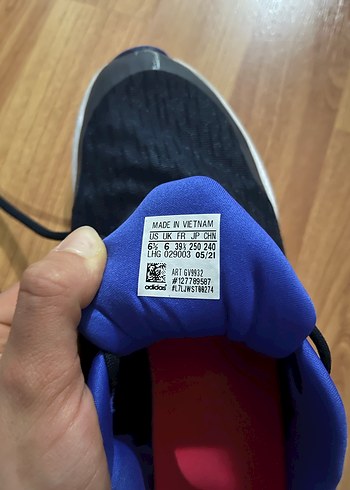 MADE IN VIETNAM
US UK FR JP CHN
6½ 6 39⅓ 250 240
LHG 029003 05/21
ART GV9932
#127789587
adidas #L7LJWST00274